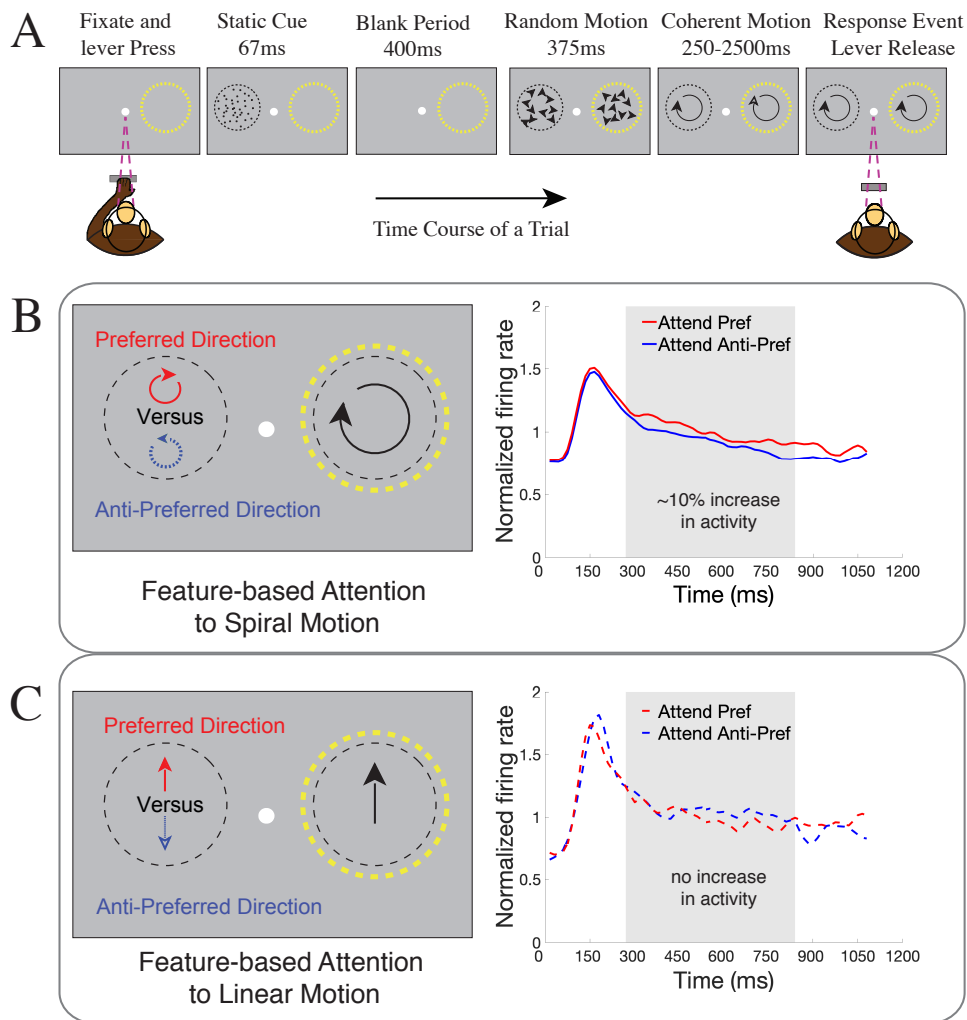 A
Fixate and
lever Press
Static Cue
67ms
Blank Period
400ms
Random Motion
375ms
Coherent Motion
250-2500ms
Response Event
Lever Release
Time Course of a Trial
B
Preferred Direction
Versus
Anti-Preferred Direction
Feature-based Attention
to Spiral Motion
Normalized firing rate
2
1.5
1
0.5
0
Attend Pref
Attend Anti-Pref
~10% increase
in activity
0 150 300 450 600 750 900 1050 1200
Time (ms)
C
Preferred Direction
Versus
Anti-Preferred Direction
Feature-based Attention
to Linear Motion
Normalized firing rate
2
1.5
1
0.5
0
Attend Pref
Attend Anti-Pref
no increase
in activity
0 150 300 450 600 750 900 1050 1200
Time (ms)